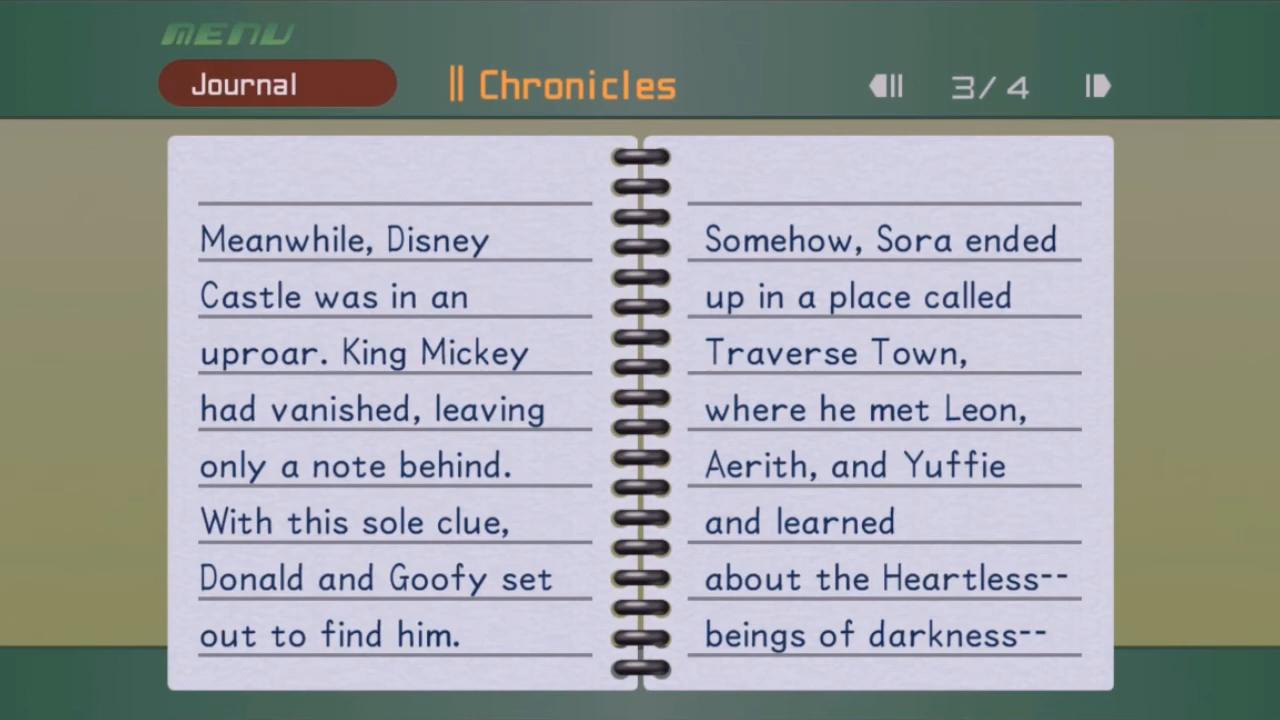 MENU
Journal
Chronicles
3/4
Meanwhile, Disney
Castle was in an
uproar. King Mickey
had vanished, leaving
only a note behind.
With this sole clue,
Donald and Goofy set
out to find him.
Somehow, Sora ended
up in a place called
Traverse Town,
where he met Leon,
Aerith, and Yuffie
and learned
about the Heartless--
beings of darkness--